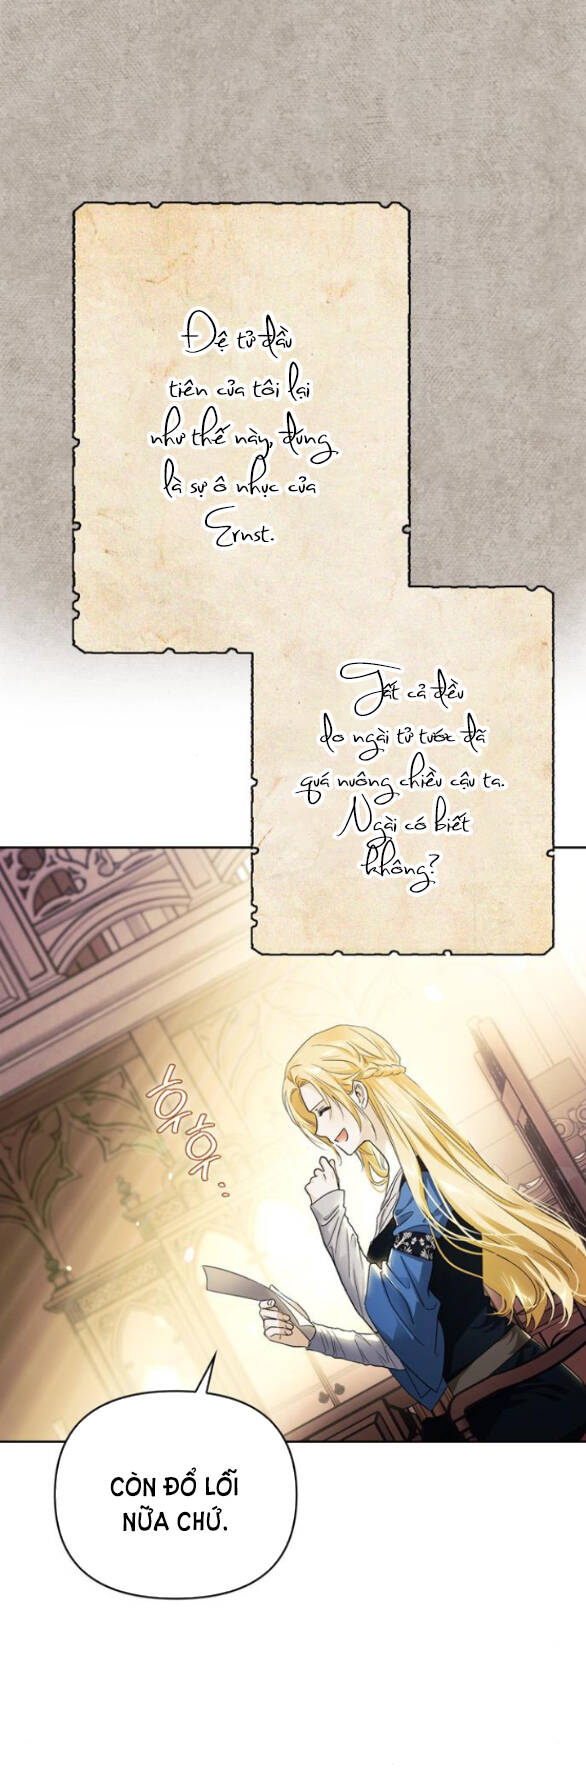 Đệ tử đầu
tiên của tôi lại
như thế này, đúng
là sự ô nhục của
Ernst.
Tất cả đều
do ngài tử tước đã
quá nuông chiều cậu ta.
Ngài có biết
không?
ㅋㅋ
ㅋㅋ..
CÒN ĐỔ LỖI
NỮA CHỨ.